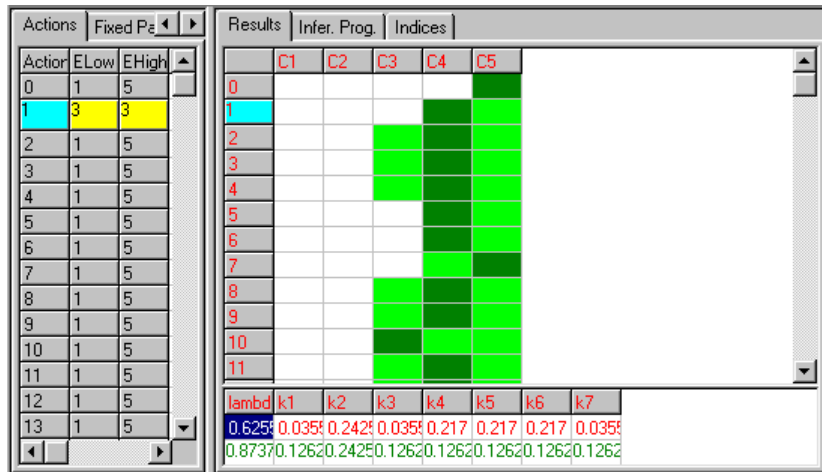 Actions Fixed Pa
Action ELow EHigh
0 1 5
1 3 3
2 1 5
3 1 5
4 1 5
5 1 5
6 1 5
7 1 5
8 1 5
9 1 5
10 1 5
11 1 5
12 1 5
13 1 5
Results Infer. Prog. Indices
C1 C2 C3 C4 C5
0
1
2
3
4
5
6
7
8
9
10
11
lambd k1 k2 k3 k4 k5 k6 k7
0.6255 0.0355 0.2425 0.0355 0.217 0.217 0.217 0.0355
0.8737 0.1262 0.2425 0.1262 0.1262 0.1262 0.1262 0.1262